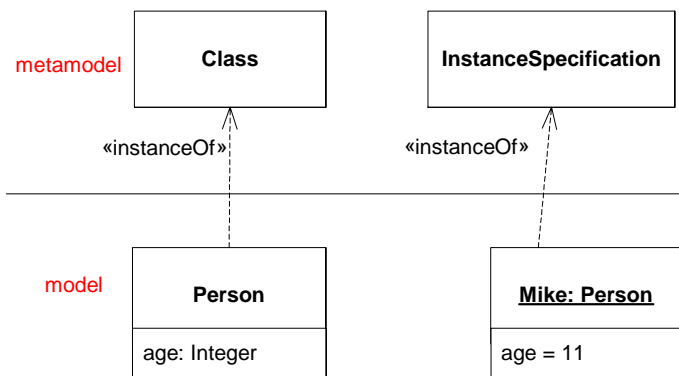 metamodel
Class
InstanceSpecification
«instanceOf»
«instanceOf»
model
Person
Mike: Person
age: Integer
age = 11